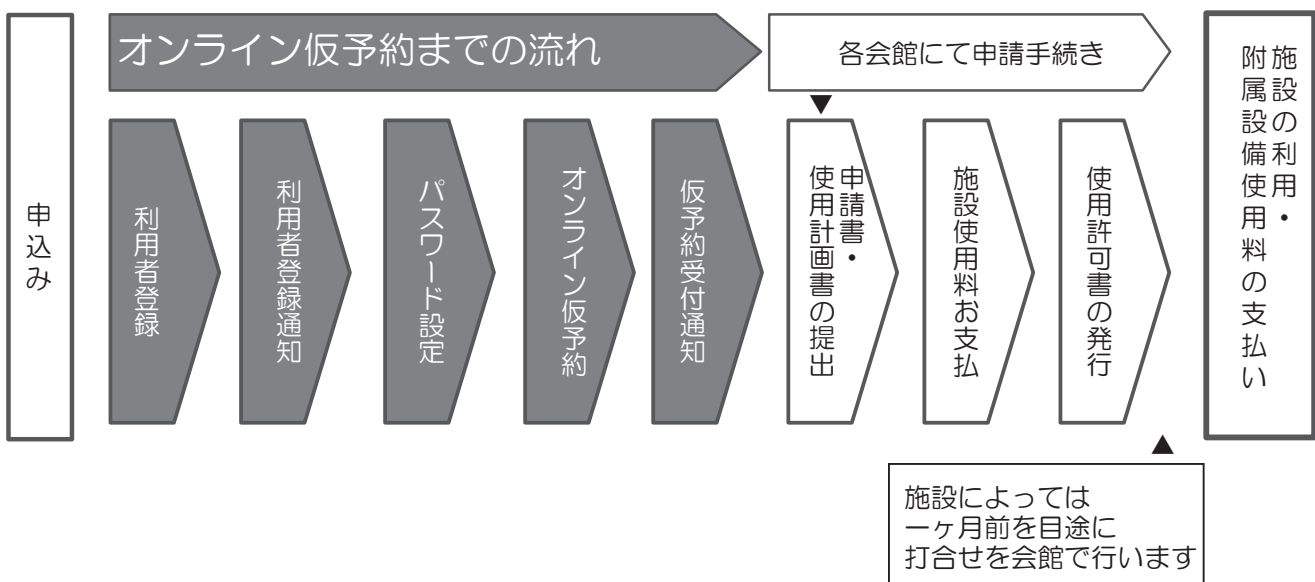 申込み
オンライン仮予約までの流れ
利用者登録
利用者登録通知
パスワード設定
オンライン仮予約
仮予約受付通知
各会館にて申請手続き
▼
申請書・
使用計画書の提出
施設使用料お支払
使用許可書の発行
▲
施設によっては
一ヶ月前を目途に
打合せを会館で行います
施設の利用・
附属設備使用料の支払い